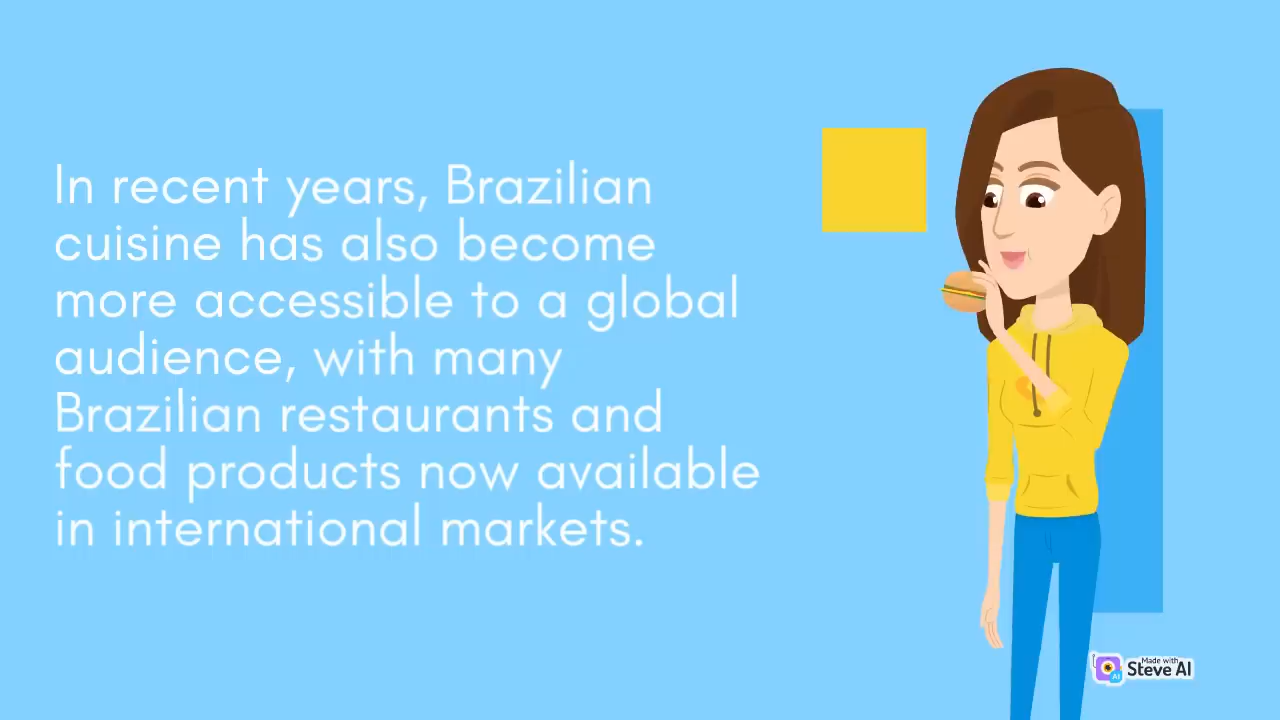 In recent years, Brazilian
cuisine has also become
more accessible to a global
audience, with many
Brazilian restaurants and
food products now available
in international markets.
Made with
Steve AI
AI